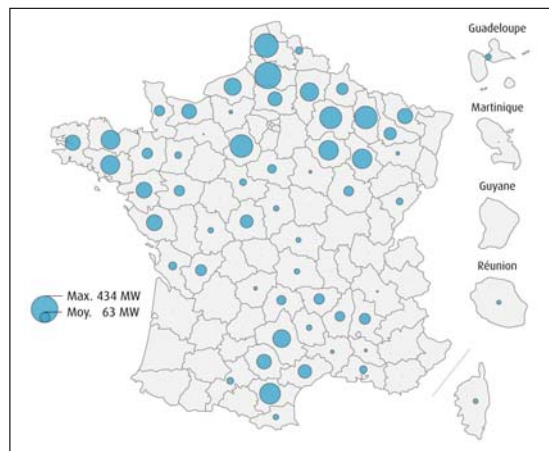 Guadeloupe
Martinique
Guyane
Réunion
Max. 434 MW
Moy. 63 MW